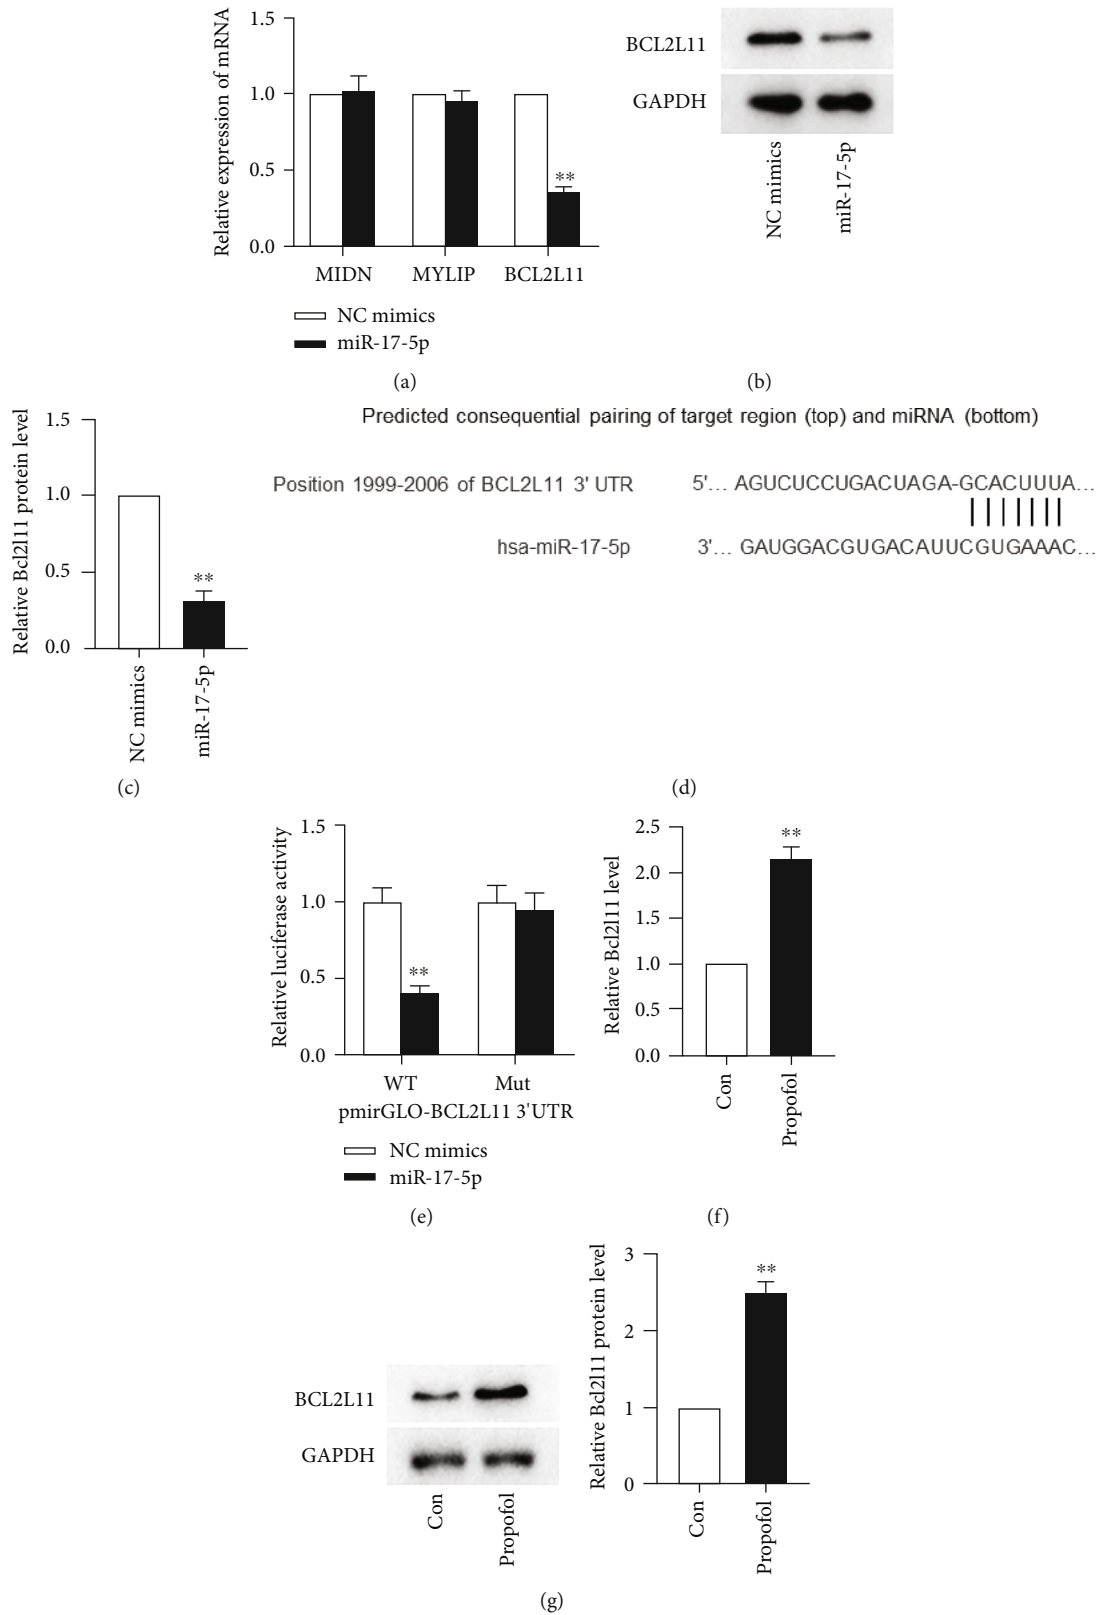 Relative expression of mRNA
1.5
1.0
0.5
0.0
**
MIDN MYLIP BCL2L11
NC mimics
miR-17-5p
(a)
BCL2L11
GAPDH
NC mimics
miR-17-5p
(b)
Relative Bcl2l11 protein level
1.5
1.0
0.5
0.0
**
NC mimics
miR-17-5p
(c)
Predicted consequential pairing of target region (top) and miRNA (bottom)
Position 1999-2006 of BCL2L11 3' UTR 5'... AGUCUCCUGACUAGA-GCACUUUA...
hsa-miR-17-5p 3'... GAUGGACGUGACAUUCGUGAAAC...
(d)
Relative luciferase activity
1.5
1.0
0.5
0.0
**
WT Mut
pmirGLO-BCL2L11 3'UTR
NC mimics
miR-17-5p
(e)
Relative Bcl2l11 level
2.5
2.0
1.5
1.0
0.5
0.0
**
Con
Propofol
(f)
BCL2L11
GAPDH
Con
Propofol
Relative Bcl2l11 protein level
3
2
1
0
**
Con
Propofol
(g)